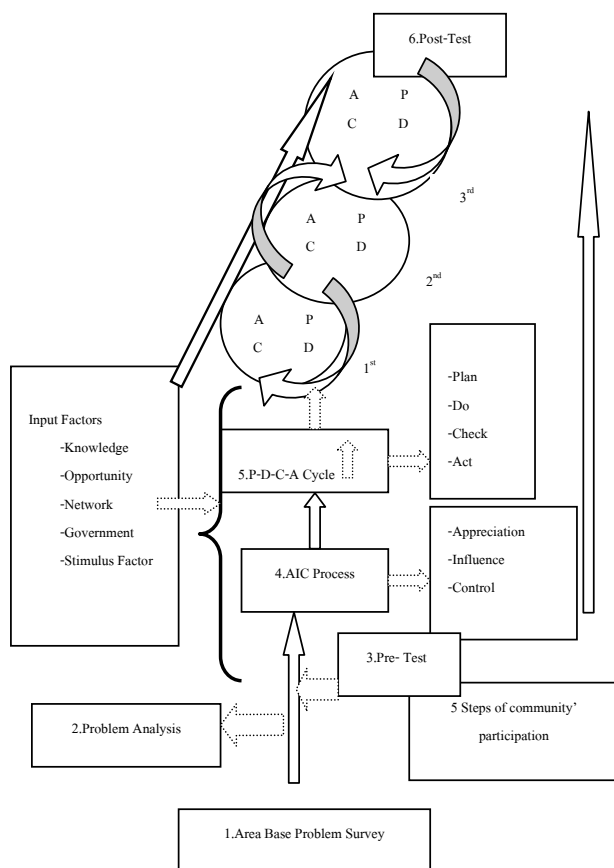 6.Post-Test
A P
C D
3rd
A P
C D
2nd
A P
C D
1st
Input Factors
-Knowledge
-Opportunity
-Network
-Government
-Stimulus Factor
5.P-D-C-A Cycle
-Plan
-Do
-Check
-Act
4.AIC Process
-Appreciation
-Influence
-Control
3.Pre- Test
2.Problem Analysis
5 Steps of community’
participation
1.Area Base Problem Survey